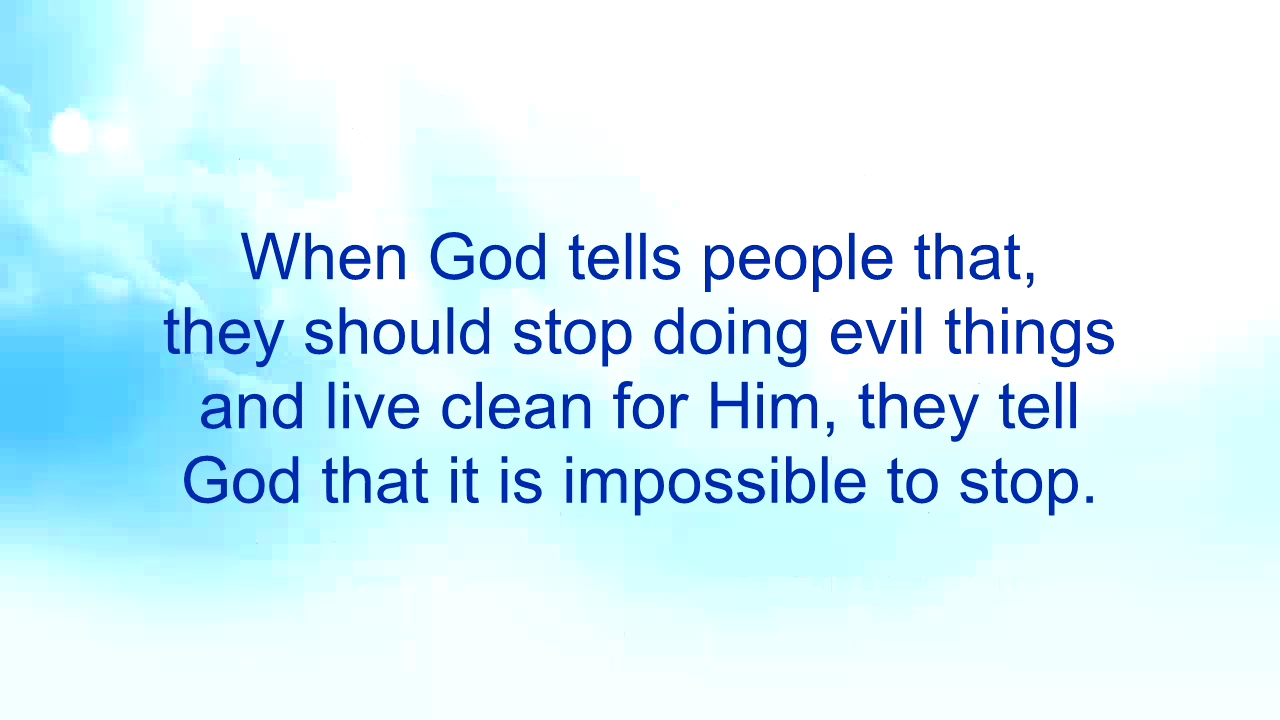 When God tells people that,
they should stop doing evil things
and live clean for Him, they tell
God that it is impossible to stop.